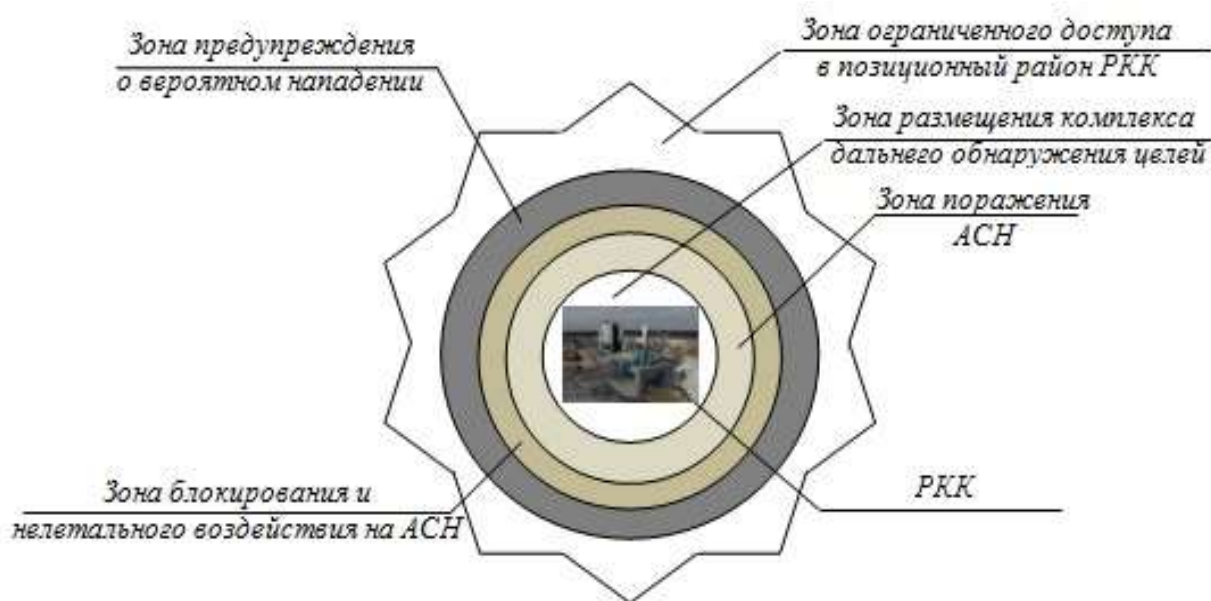 Зона предупреждения
о вероятном нападении
Зона ограниченного доступа
в позиционный район РКК
Зона размещения комплекса
дальнего обнаружения целей
Зона поражения
АСН
Зона блокирования и
нелетального воздействия на АСН
РКК